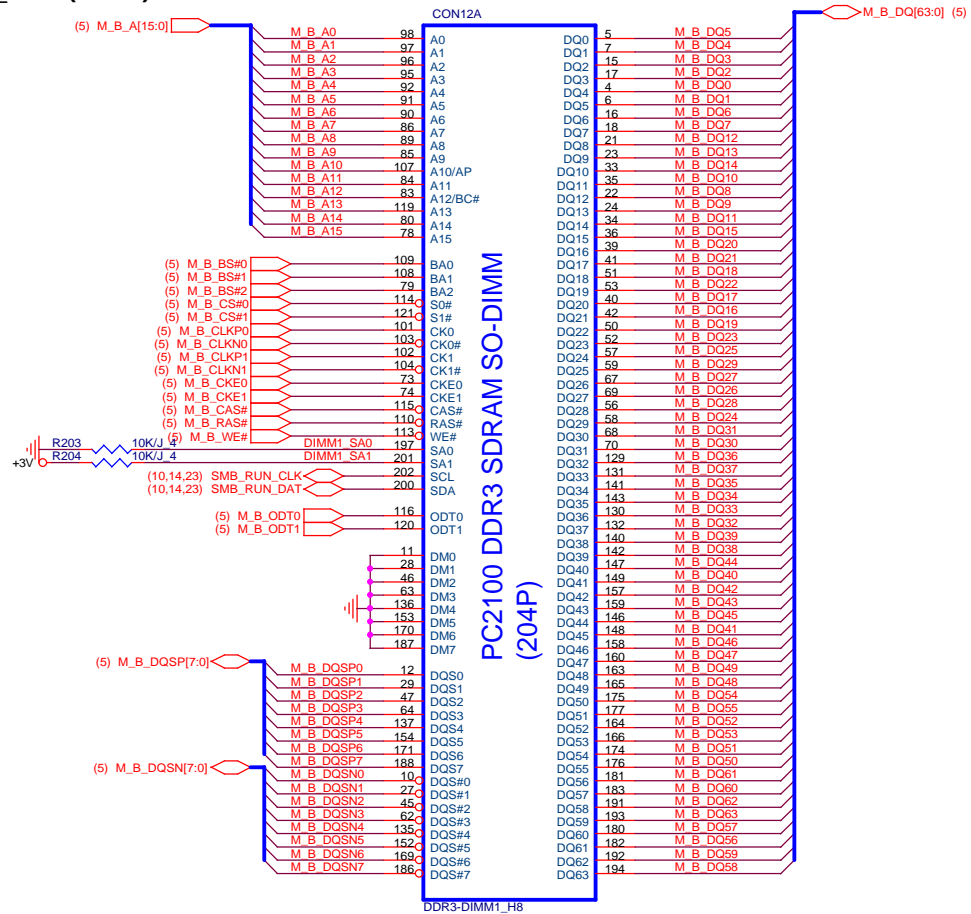 CON12A
(5) M_B_A[15:0]
M_B_A0 98 A0
M_B_A1 97 A1
M_B_A2 96 A2
M_B_A3 95 A3
M_B_A4 92 A4
M_B_A5 91 A5
M_B_A6 90 A6
M_B_A7 86 A7
M_B_A8 89 A8
M_B_A9 85 A9
M_B_A10 107 A10/AP
M_B_A11 84 A11
M_B_A12 83 A12/BC#
M_B_A13 119 A13
M_B_A14 80 A14
M_B_A15 78 A15
(5) M_B_BS#0 109 BA0
(5) M_B_BS#1 108 BA1
(5) M_B_BS#2 79 BA2
(5) M_B_CS#0 114 S0#
(5) M_B_CS#1 121 S1#
(5) M_B_CLKP0 101 CK0
(5) M_B_CLKN0 103 CK0#
(5) M_B_CLKP1 102 CK1
(5) M_B_CLKN1 104 CK1#
(5) M_B_CKE0 73 CKE0
(5) M_B_CKE1 74 CKE1
(5) M_B_CAS# 115 CAS#
(5) M_B_RAS# 110 RAS#
(5) M_B_WE# 113 WE#
R203 10K/J_4 DIMM1_SA0 197 SA0
+3V R204 10K/J_4 DIMM1_SA1 201 SA1
(10,14,23) SMB_RUN_CLK 202 SCL
(10,14,23) SMB_RUN_DAT 200 SDA
(5) M_B_ODT0 116 ODT0
(5) M_B_ODT1 120 ODT1
11 DM0
28 DM1
46 DM2
63 DM3
136 DM4
153 DM5
170 DM6
187 DM7
(5) M_B_DQSP[7:0]
M_B_DQSP0 12 DQS0
M_B_DQSP1 29 DQS1
M_B_DQSP2 47 DQS2
M_B_DQSP3 64 DQS3
M_B_DQSP4 137 DQS4
M_B_DQSP5 154 DQS5
M_B_DQSP6 171 DQS6
M_B_DQSP7 188 DQS7
(5) M_B_DQSN[7:0]
M_B_DQSN0 10 DQS#0
M_B_DQSN1 27 DQS#1
M_B_DQSN2 45 DQS#2
M_B_DQSN3 62 DQS#3
M_B_DQSN4 135 DQS#4
M_B_DQSN5 152 DQS#5
M_B_DQSN6 169 DQS#6
M_B_DQSN7 186 DQS#7
PC2100 DDR3 SDRAM SO-DIMM
(204P)
M_B_DQ[63:0] (5)
DQ0 5 M_B_DQ5
DQ1 7 M_B_DQ4
DQ2 15 M_B_DQ3
DQ3 17 M_B_DQ2
DQ4 4 M_B_DQ0
DQ5 6 M_B_DQ1
DQ6 16 M_B_DQ6
DQ7 18 M_B_DQ7
DQ8 21 M_B_DQ12
DQ9 23 M_B_DQ13
DQ10 33 M_B_DQ14
DQ11 35 M_B_DQ10
DQ12 22 M_B_DQ8
DQ13 24 M_B_DQ9
DQ14 34 M_B_DQ11
DQ15 36 M_B_DQ15
DQ16 39 M_B_DQ20
DQ17 41 M_B_DQ21
DQ18 51 M_B_DQ18
DQ19 53 M_B_DQ22
DQ20 40 M_B_DQ17
DQ21 42 M_B_DQ16
DQ22 50 M_B_DQ19
DQ23 52 M_B_DQ23
DQ24 57 M_B_DQ25
DQ25 59 M_B_DQ29
DQ26 67 M_B_DQ27
DQ27 69 M_B_DQ26
DQ28 56 M_B_DQ28
DQ29 58 M_B_DQ24
DQ30 68 M_B_DQ31
DQ31 70 M_B_DQ30
DQ32 129 M_B_DQ36
DQ33 131 M_B_DQ37
DQ34 141 M_B_DQ35
DQ35 143 M_B_DQ34
DQ36 130 M_B_DQ33
DQ37 132 M_B_DQ32
DQ38 140 M_B_DQ39
DQ39 142 M_B_DQ38
DQ40 147 M_B_DQ44
DQ41 149 M_B_DQ40
DQ42 157 M_B_DQ42
DQ43 159 M_B_DQ43
DQ44 146 M_B_DQ45
DQ45 148 M_B_DQ41
DQ46 158 M_B_DQ46
DQ47 160 M_B_DQ47
DQ48 163 M_B_DQ49
DQ49 165 M_B_DQ48
DQ50 175 M_B_DQ54
DQ51 177 M_B_DQ55
DQ52 164 M_B_DQ52
DQ53 166 M_B_DQ53
DQ54 174 M_B_DQ51
DQ55 176 M_B_DQ50
DQ56 181 M_B_DQ61
DQ57 183 M_B_DQ60
DQ58 191 M_B_DQ62
DQ59 193 M_B_DQ63
DQ60 180 M_B_DQ57
DQ61 182 M_B_DQ56
DQ62 192 M_B_DQ59
DQ63 194 M_B_DQ58
DDR3-DIMM1_H8